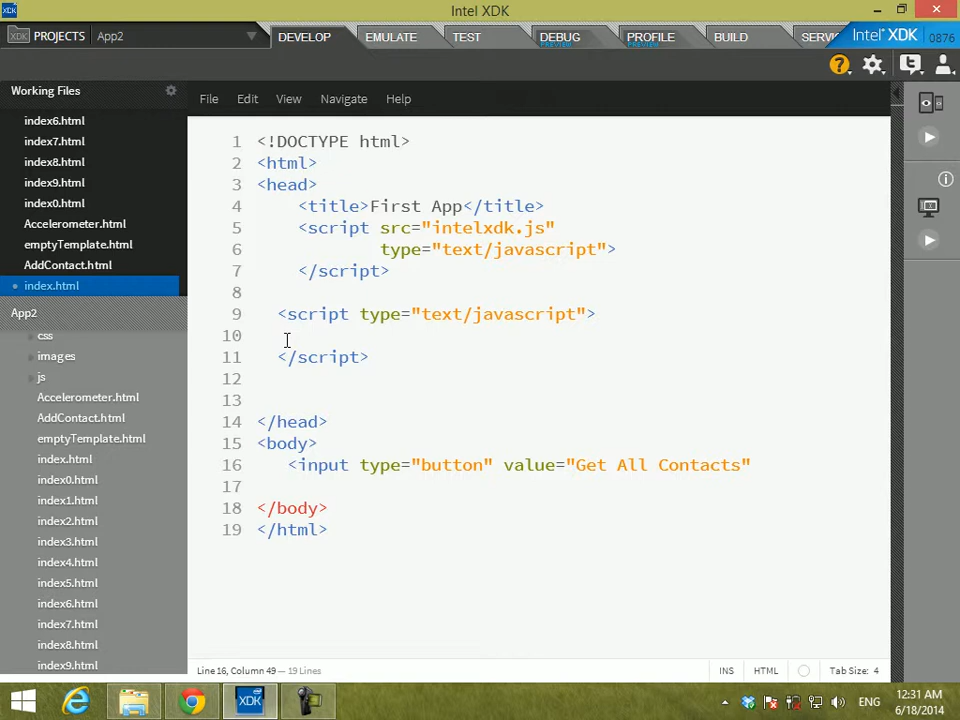 Intel XDK
PROJECTS App2 DEVELOP EMULATE TEST DEBUG PREVIEW PROFILE PREVIEW BUILD SERV Intel XDK 0876
Working Files
File Edit View Navigate Help
index6.html
index7.html
index8.html
index9.html
index0.html
Accelerometer.html
emptyTemplate.html
AddContact.html
index.html
App2
css
images
js
Accelerometer.html
AddContact.html
emptyTemplate.html
index.html
index0.html
index1.html
index2.html
index3.html
index4.html
index5.html
index6.html
index7.html
index8.html
index9.html
1 <!DOCTYPE html>
2 <html>
3 <head>
4 <title>First App</title>
5 <script src="intelxdk.js"
6 type="text/javascript">
7 </script>
8
9 <script type="text/javascript">
10
11 </script>
12
13
14 </head>
15 <body>
16 <input type="button" value="Get All Contacts"
17
18 </body>
19 </html>
Line 16, Column 49 — 19 Lines INS HTML Tab Size: 4
XDK ENG 12:31 AM
6/18/2014